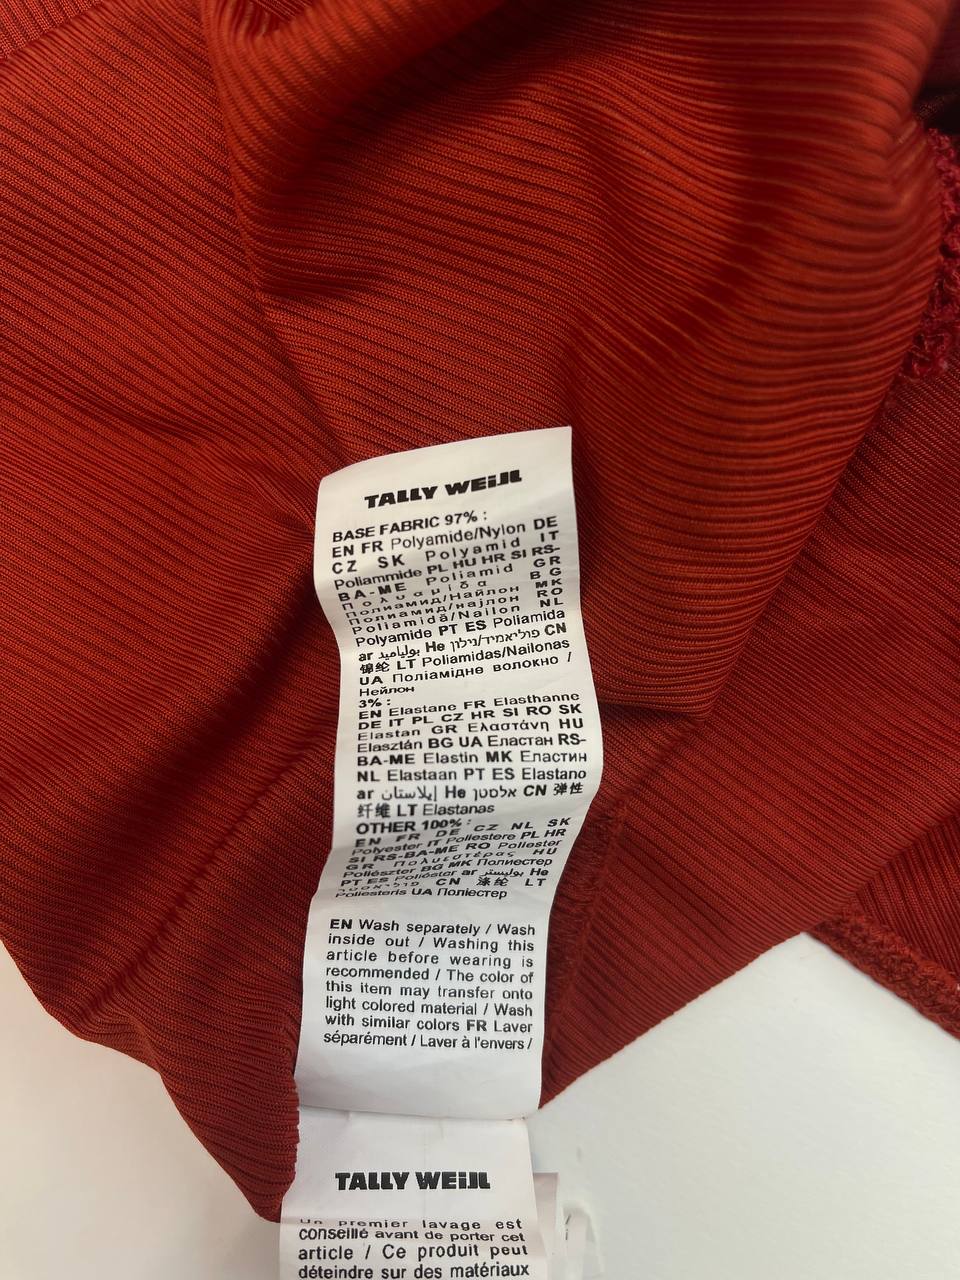 TALLY WEiJL
BASE FABRIC 97% :
EN FR Polyamide/Nylon DE
CZ SK Polyamid IT
Poliammide PL HU HR SI RS-
BA-ME Poliamid GR
Πολυαμίδα BG
Полиамид/Найлон MK
Полиамид/најлон RO
Poliamidă/Nailon NL
Polyamide PT ES Poliamida
ar بولياميد He פוליאמיד/ניילון CN
锦纶 LT Poliamidas/Nailonas
UA Поліамідне волокно /
Нейлон
3% :
EN Elastane FR Elasthanne
DE IT PL CZ HR SI RO SK
Elastan GR Ελαστάνη HU
Elasztán BG UA Еластан RS-
BA-ME Elastin MK Еластин
NL Elastaan PT ES Elastano
ar إيلاستان He אלסטן CN 弹性
纤维 LT Elastanas
OTHER 100% :
EN FR DE CZ NL SK
Polyester IT Poliestere PL HR
SI RS-BA-ME RO Poliester
GR Πολυεστέρας HU
Poliészter BG MK Полиестер
PT ES Poliéster ar بوليستر He
פוליאסטר CN 涤纶 LT
Poliesteris UA Поліестер
EN Wash separately / Wash
inside out / Washing this
article before wearing is
recommended / The color of
this item may transfer onto
light colored material / Wash
with similar colors FR Laver
séparément / Laver à l'envers /
TALLY WEiJL
Un premier lavage est
conseillé avant de porter cet
article / Ce produit peut
déteindre sur des matériaux